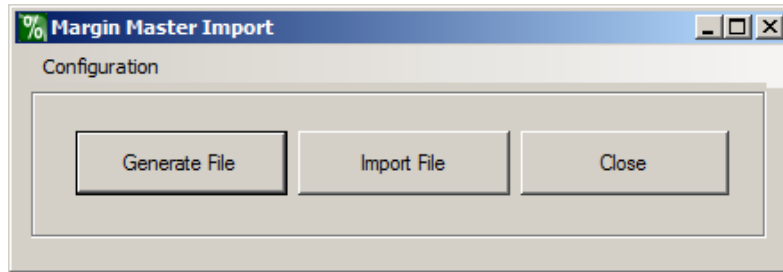 % Margin Master Import
Configuration
Generate File
Import File
Close